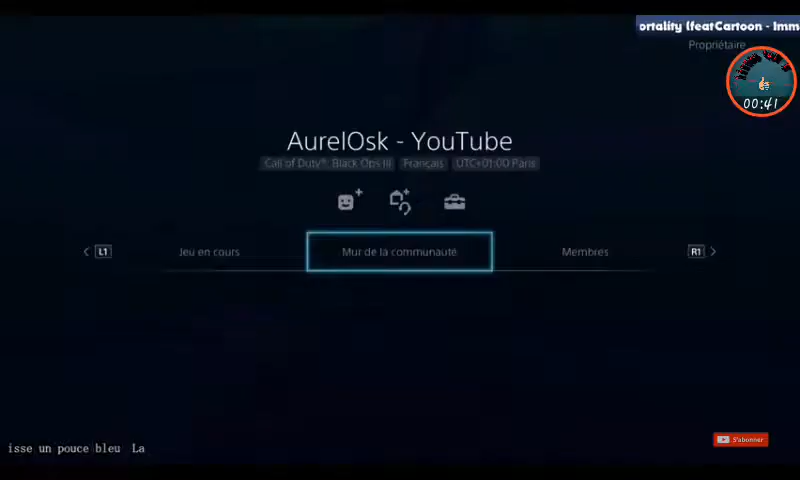 ortality (featCartoon - Imm
Propriétaire
00:41
AurelOsk - YouTube
Call of Duty®: Black Ops III Français UTC+01:00 Paris
L1 Jeu en cours Mur de la communauté Membres R1
S'abonner
isse un pouce bleu La